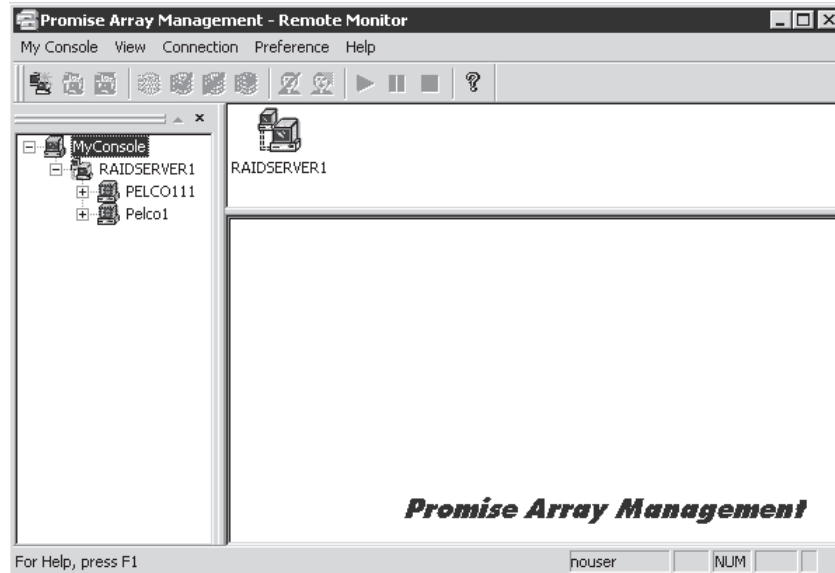 Promise Array Management - Remote Monitor
My Console View Connection Preference Help
MyConsole
RAIDSERVER1
PELCO111
Pelco1
RAIDSERVER1
Promise Array Management
For Help, press F1
nouser
NUM